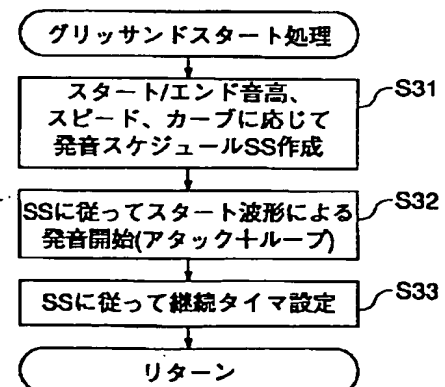 グリッサンドスタート処理
スタート/エンド音高、
スピード、カーブに応じて
発音スケジュールSS作成
S31
SSに従ってスタート波形による
発音開始(アタック＋ループ)
S32
SSに従って継続タイマ設定
S33
リターン